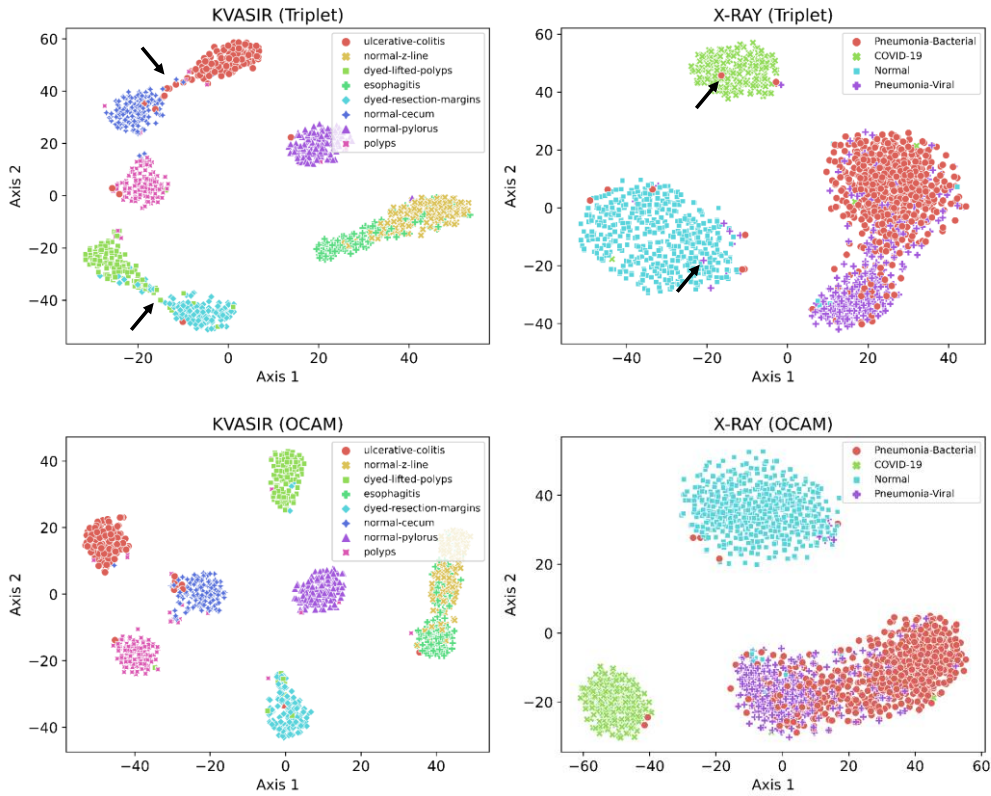 KVASIR (Triplet)
60
40
20
0
−20
−40
−20
0
20
40
Axis 2
Axis 1
ulcerative-colitis
normal-z-line
dyed-lifted-polyps
esophagitis
dyed-resection-margins
normal-cecum
normal-pylorus
polyps
X-RAY (Triplet)
60
40
20
0
−20
−40
−40
−20
0
20
40
Axis 2
Axis 1
Pneumonia-Bacterial
COVID-19
Normal
Pneumonia-Viral
KVASIR (OCAM)
40
20
0
−20
−40
−40
−20
0
20
40
Axis 2
Axis 1
ulcerative-colitis
normal-z-line
dyed-lifted-polyps
esophagitis
dyed-resection-margins
normal-cecum
normal-pylorus
polyps
X-RAY (OCAM)
40
20
0
−20
−60
−40
−20
0
20
40
60
Axis 2
Axis 1
Pneumonia-Bacterial
COVID-19
Normal
Pneumonia-Viral